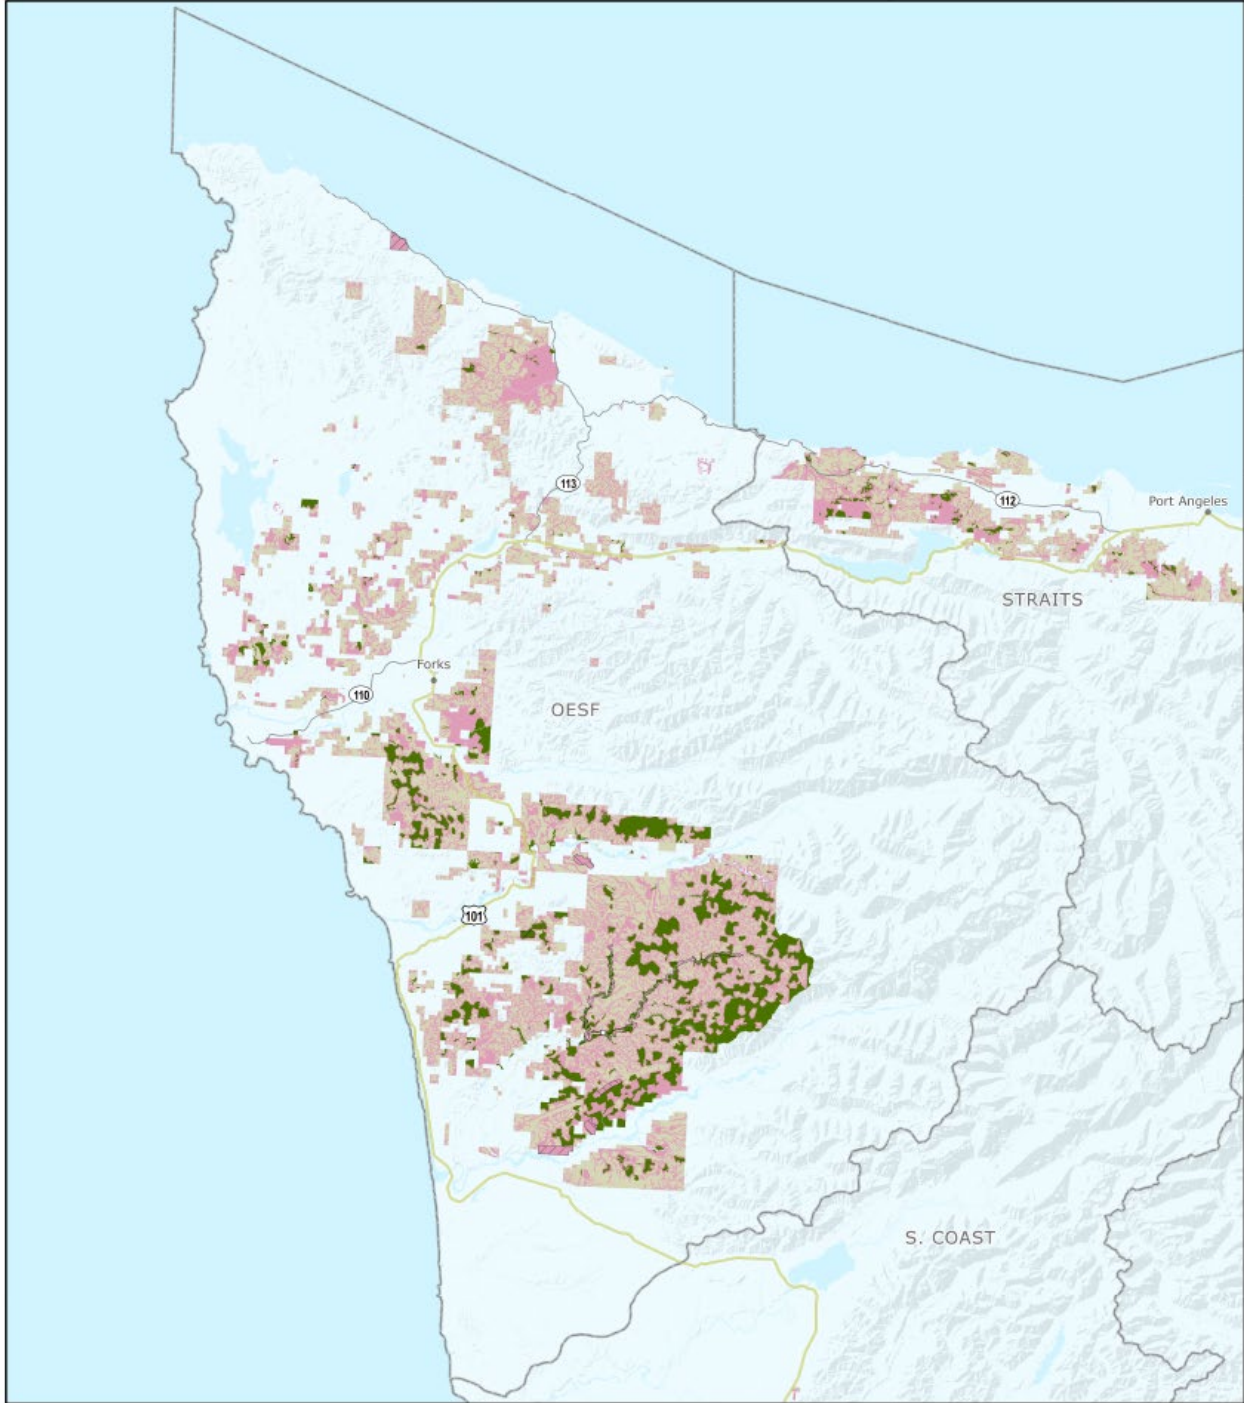 113
112
Port Angeles
STRAITS
Forks
110
OESF
101
S. COAST